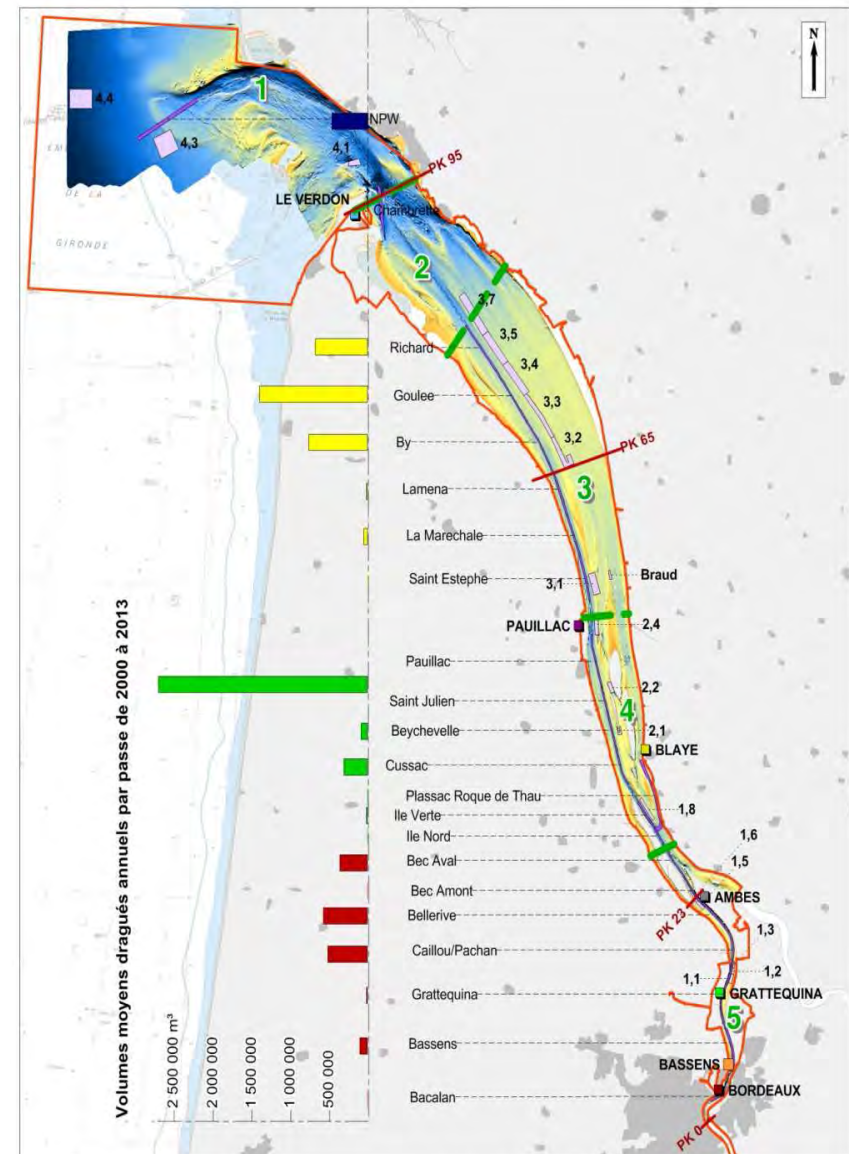 N
1
4,4
NPW
4,3
4,1
PK 95
LE VERDON
Chambrette
DE LA
GIRONDE
2
3,7
Richard
3,5
3,4
Goulee
3,3
By
3,2
PK 65
Lamena
3
La Marechale
Saint Estephe
3,1
Braud
PAUILLAC
2,4
Pauillac
2,2
Saint Julien
4
Beychevelle
2,1
BLAYE
Cussac
Plassac Roque de Thau
1,8
Ile Verte
Ile Nord
1,6
Bec Aval
1,5
Bec Amont
AMBES
PK 23
Bellerive
1,3
Caillou/Pachan
1,2
1,1
Grattequina
GRATTEQUINA
5
Bassens
BASSENS
BORDEAUX
Bacalan
PK 0
Volumes moyens dragués annuels par passe de 2000 à 2013
2 500 000 m³
2 000 000
1 500 000
1 000 000
500 000